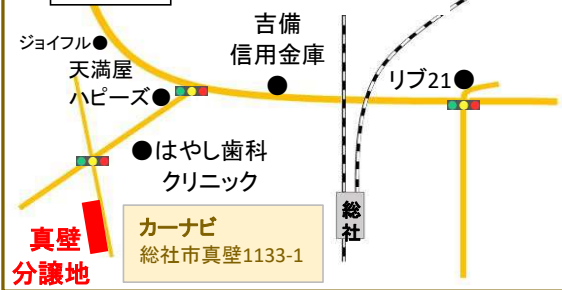 吉備
信用金庫
ジョイフル
天満屋
ハピーズ
リブ21
はやし歯科
クリニック
総社
カーナビ
総社市真壁1133-1
真壁
分譲地